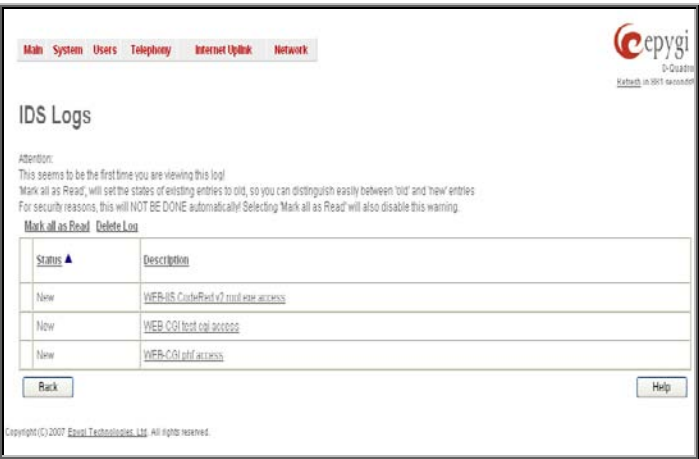 Main System Users Telephony Internet Uplink Network
epygi
D-Quadro
Refresh in 881 seconds!
IDS Logs
Attention:
This seems to be the first time you are viewing this log!
'Mark all as Read', will set the states of existing entries to old, so you can distinguish easily between 'old' and 'new' entries
For security reasons, this will NOT BE DONE automatically! Selecting 'Mark all as Read' will also disable this warning.
Mark all as Read Delete Log
Status Description
New WEB-IIS CodeRed v2 root.exe access
New WEB-CGI test-cgi access
New WEB-CGI phf access
Back Help
Copyright (C) 2007 Epygi Technologies, Ltd. All rights reserved.